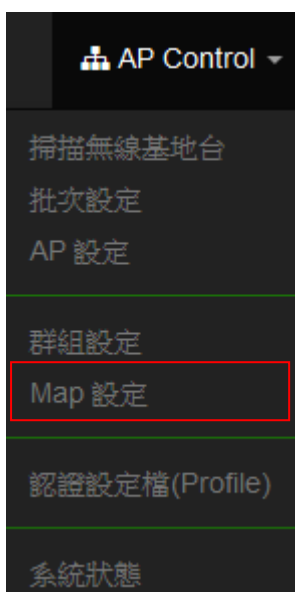 AP Control
掃描無線基地台
批次設定
AP 設定
群組設定
Map 設定
認證設定檔(Profile)
系統狀態